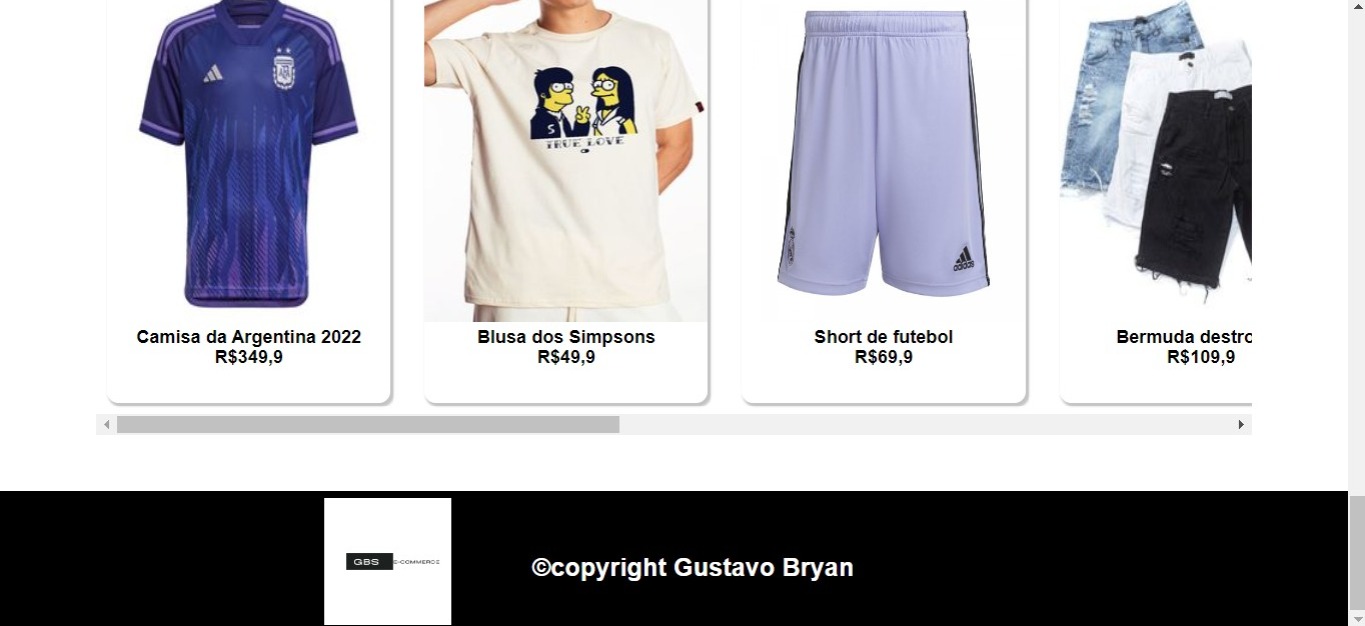 TRUE LOVE
adidas
Camisa da Argentina 2022
R$349,9
Blusa dos Simpsons
R$49,9
Short de futebol
R$69,9
Bermuda destro
R$109,9
GBS E-COMMERCE
©copyright Gustavo Bryan